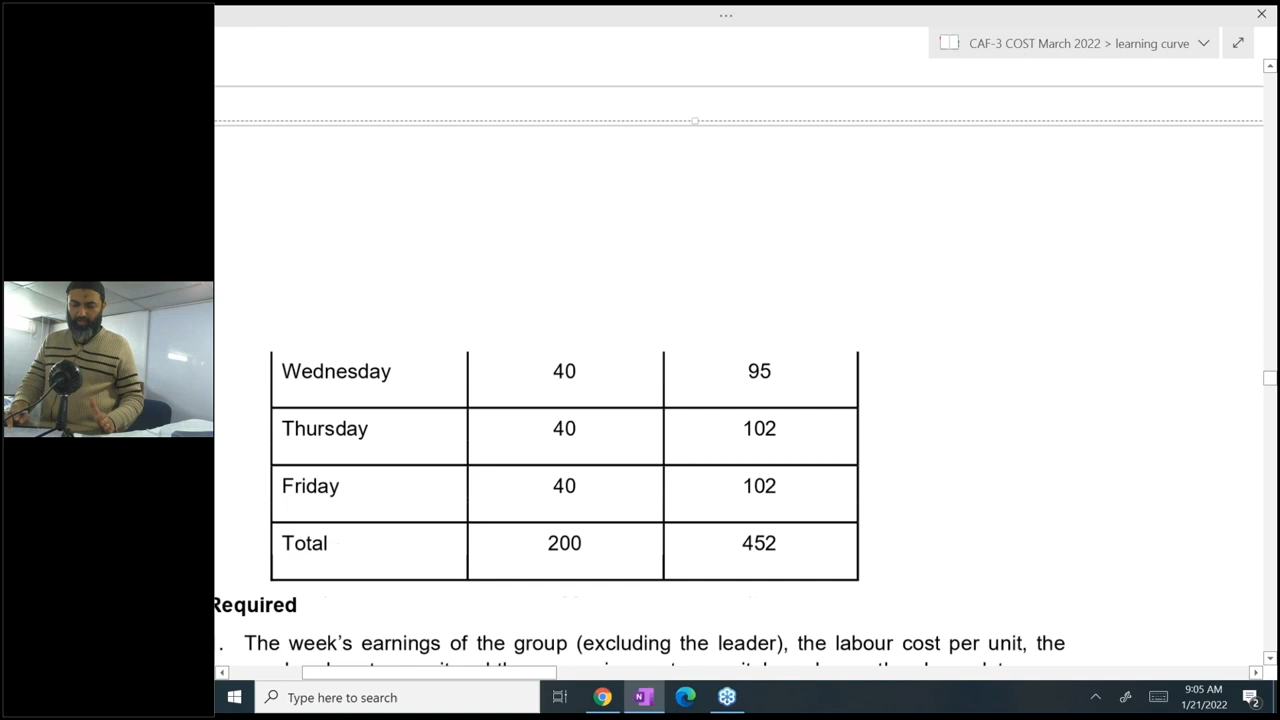 CAF-3 COST March 2022 > learning curve
Wednesday 40 95
Thursday 40 102
Friday 40 102
Total 200 452
Required
. The week's earnings of the group (excluding the leader), the labour cost per unit, the
Type here to search
9:05 AM
1/21/2022
2